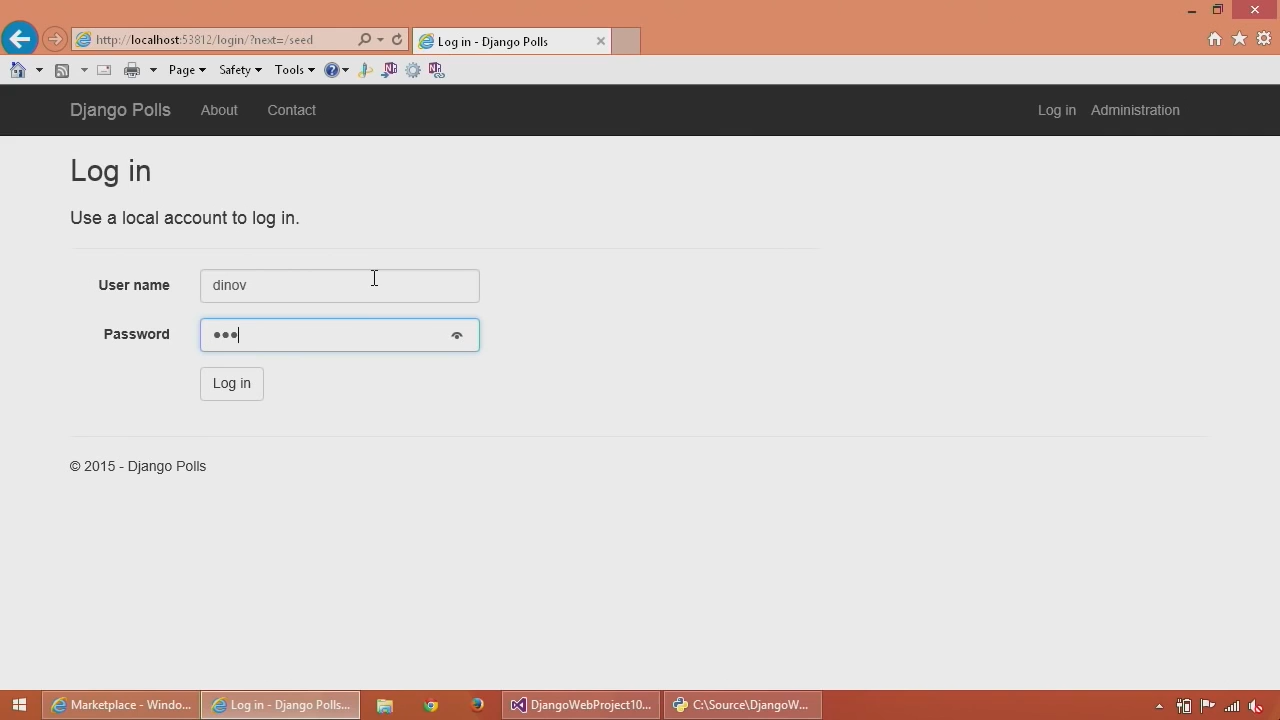 http://localhost:53812/login/?next=/seed
Log in - Django Polls
Page
Safety
Tools
Django Polls
About
Contact
Log in
Administration
Log in
Use a local account to log in.
User name
dinov
Password
Log in
© 2015 - Django Polls
Marketplace - Windo...
Log in - Django Polls...
DjangoWebProject10...
C:\Source\DjangoW...